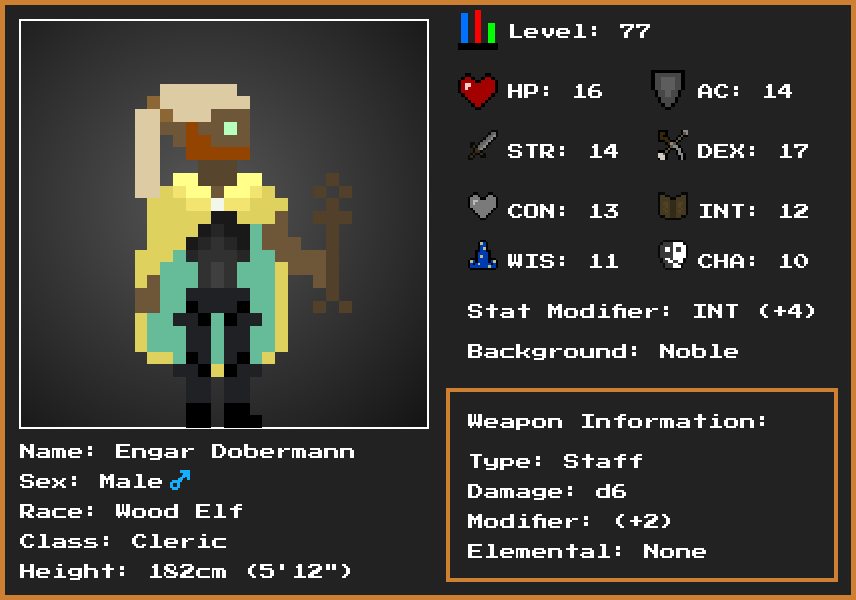 Level: 77
HP: 16 AC: 14
STR: 14 DEX: 17
CON: 13 INT: 12
WIS: 11 CHA: 10
Stat Modifier: INT (+4)
Background: Noble
Weapon Information:
Type: Staff
Damage: d6
Modifier: (+2)
Elemental: None
Name: Engar Dobermann
Sex: Male♂
Race: Wood Elf
Class: Cleric
Height: 182cm (5'12")